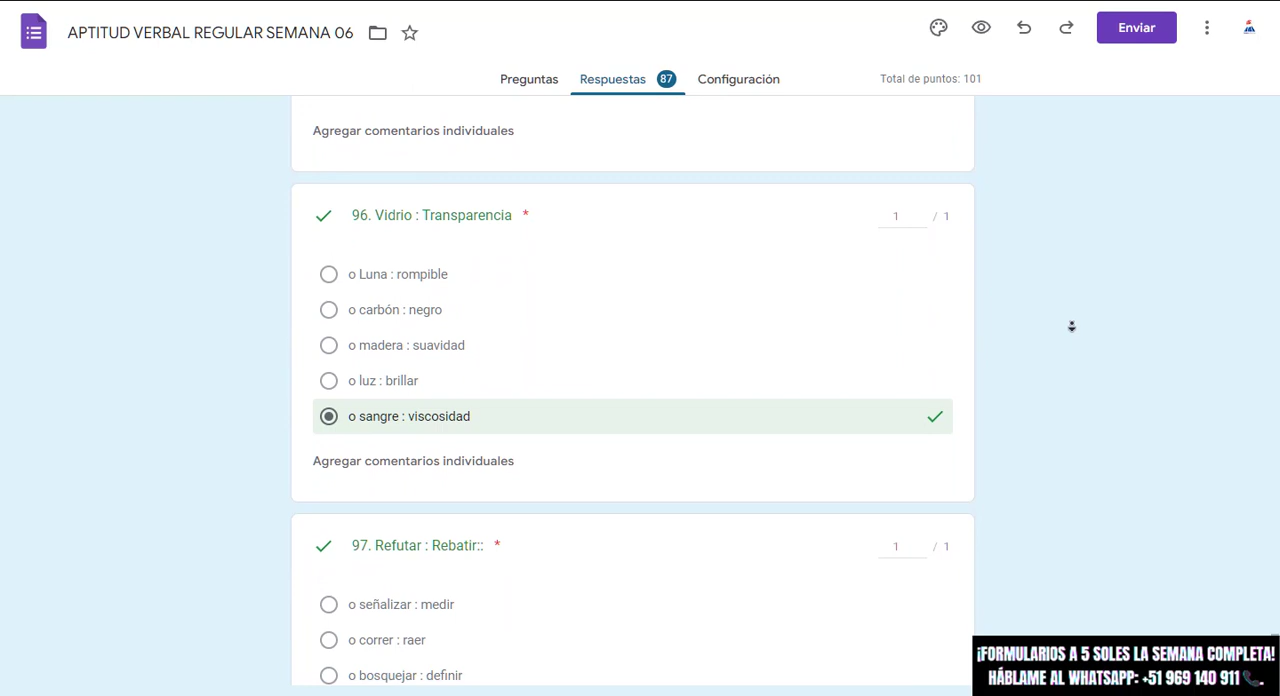 APTITUD VERBAL REGULAR SEMANA 06
Enviar
Preguntas
Respuestas 87
Configuración
Total de puntos: 101
Agregar comentarios individuales
96. Vidrio : Transparencia *
1 / 1
o Luna : rompible
o carbón : negro
o madera : suavidad
o luz : brillar
o sangre : viscosidad
Agregar comentarios individuales
97. Refutar : Rebatir:: *
1 / 1
o señalizar : medir
o correr : raer
o bosquejar : definir
¡FORMULARIOS A 5 SOLES LA SEMANA COMPLETA!
HÁBLAME AL WHATSAPP: +51 969 140 911 📞.